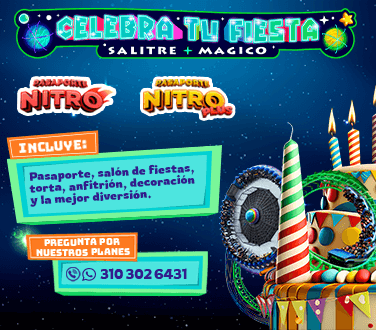 CELEBRA TU FIESTA
SALITRE + MAGICO
PASAPORTE
NITRO
PASAPORTE
NITRO
PLUS
INCLUYE:
Pasaporte, salón de fiestas,
torta, anfitrión, decoración
y la mejor diversión.
PREGUNTA POR
NUESTROS PLANES
310 302 6431